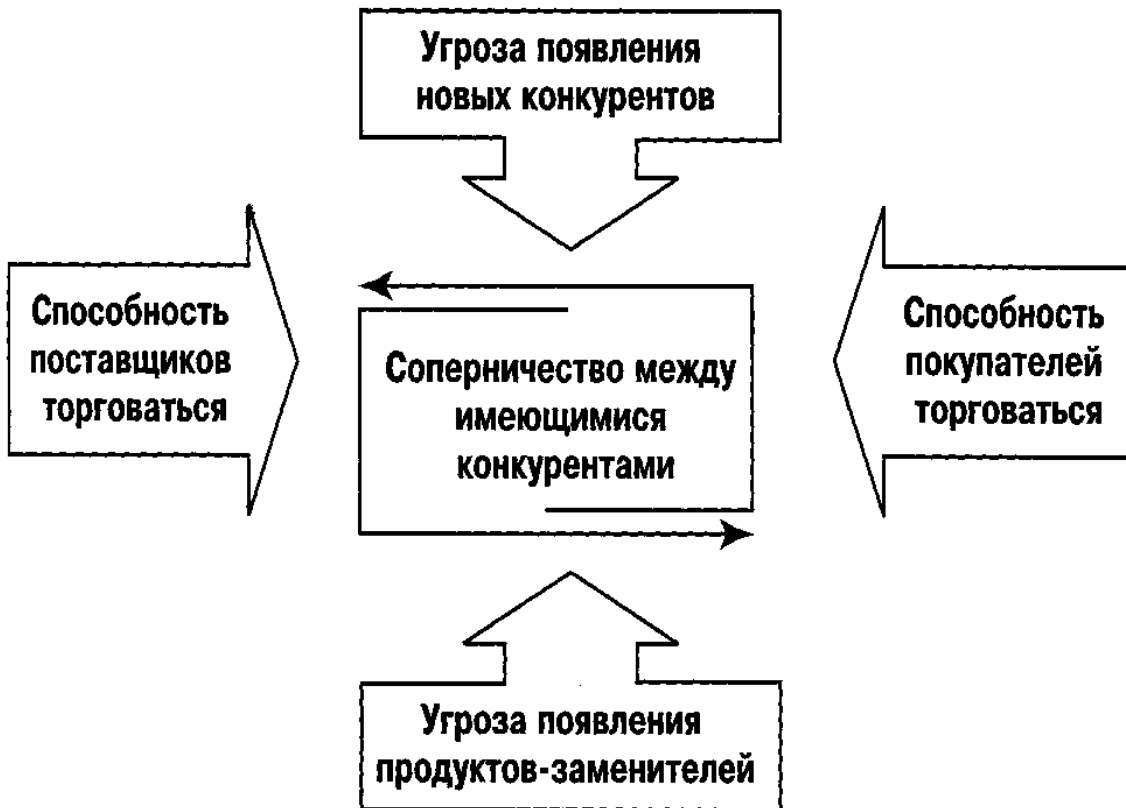 Угроза появления
новых конкурентов
Способность
поставщиков
торговаться
Соперничество между
имеющимися
конкурентами
Способность
покупателей
торговаться
Угроза появления
продуктов-заменителей